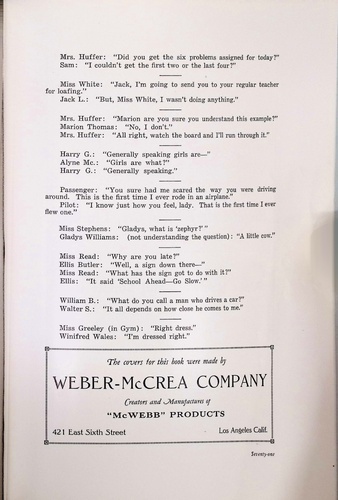 Mrs. Huffer: "Did you get the six problems assigned for today?"
Sam: "I couldn't get the first two or the last four?"
Miss White: "Jack, I'm going to send you to your regular teacher
for loafing."
Jack L.: "But, Miss White, I wasn't doing anything."
Mrs. Huffer: "Marion are you sure you understand this example?"
Marion Thomas: "No, I don't."
Mrs. Huffer: "All right, watch the board and I'll run through it."
Harry G.: "Generally speaking girls are—"
Alyne Mc.: "Girls are what?"
Harry G.: "Generally speaking."
Passenger: "You sure had me scared the way you were driving
around. This is the first time I ever rode in an airplane."
Pilot: "I know just how you feel, lady. That is the first time I ever
flew one."
Miss Stephens: "Gladys, what is 'zephyr?' "
Gladys Williams: (not understanding the question): "A little cow."
Miss Read: "Why are you late?"
Ellis Butler: "Well, a sign down there—"
Miss Read: "What has the sign got to do with it?"
Ellis: "It said 'School Ahead—Go Slow.' "
William B.: "What do you call a man who drives a car?"
Walter S.: "It all depends on how close he comes to me."
Miss Greeley (in Gym): "Right dress."
Winifred Wales: "I'm dressed right."
The covers for this book were made by
WEBER-McCREA COMPANY
Creators and Manufacturers of
"McWEBB" PRODUCTS
421 East Sixth Street Los Angeles Calif.
Seventy-one